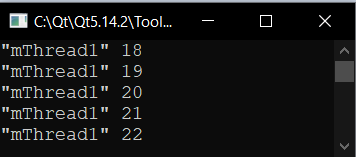 C:\Qt\Qt5.14.2\Tool...
"mThread1" 18
"mThread1" 19
"mThread1" 20
"mThread1" 21
"mThread1" 22